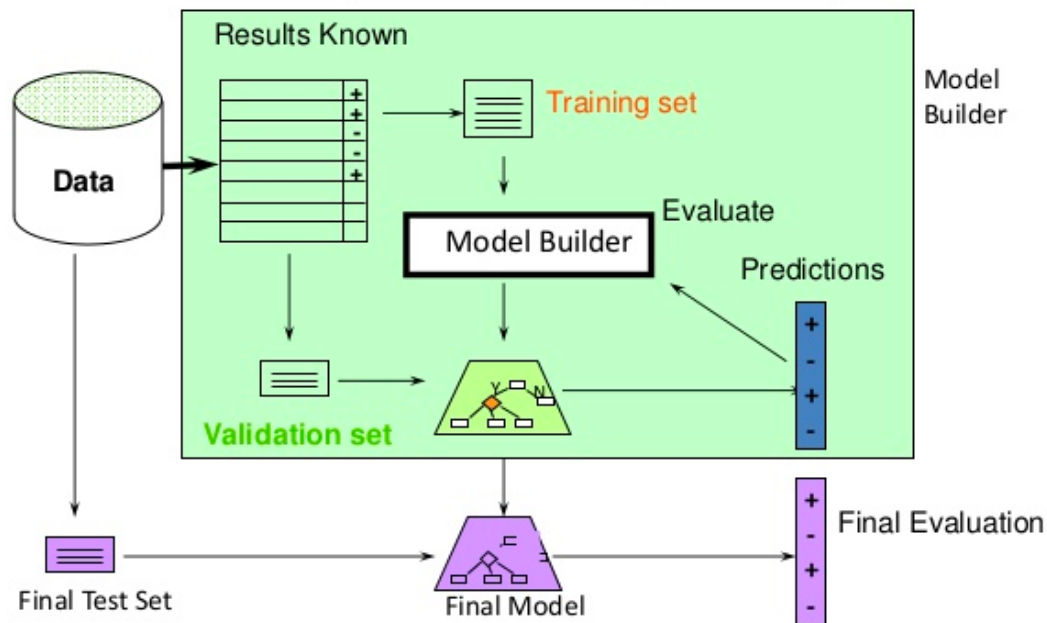 Results Known
Model
Builder
+
+
-
-
+
Training set
Data
Evaluate
Model Builder
Predictions
+
-
+
-
Y
N
Validation set
+
-
+
-
Final Evaluation
Final Test Set
Final Model